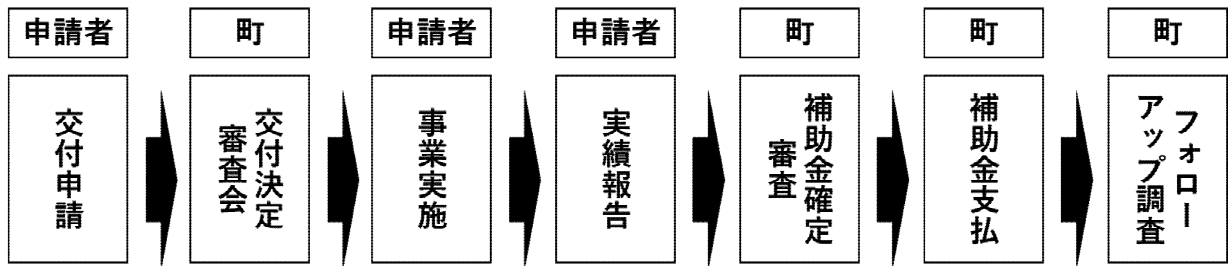 申請者
町
申請者
申請者
町
町
町
交付申請
交付決定
審査会
事業実施
実績報告
補助金確定
審査
補助金支払
フォロー
アップ調査